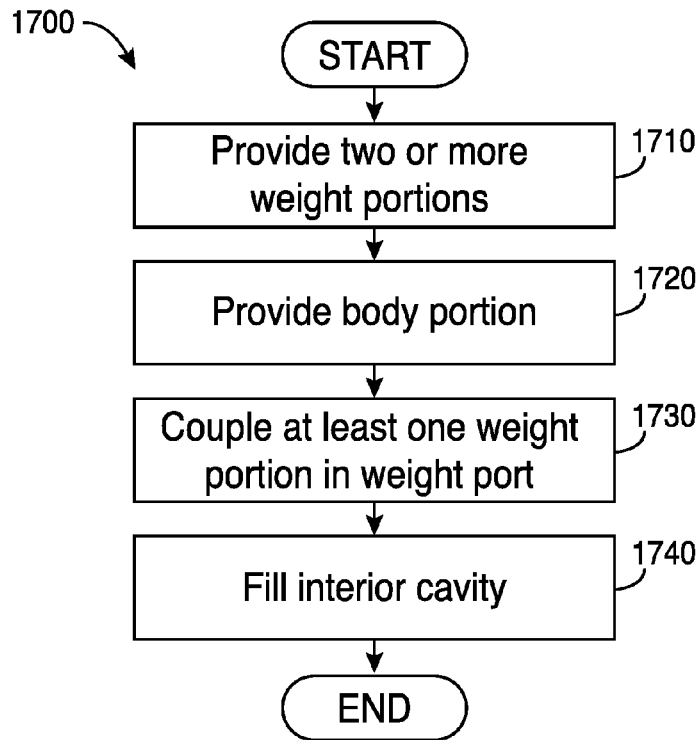 1700
START
Provide two or more
weight portions
1710
Provide body portion
1720
Couple at least one weight
portion in weight port
1730
Fill interior cavity
1740
END